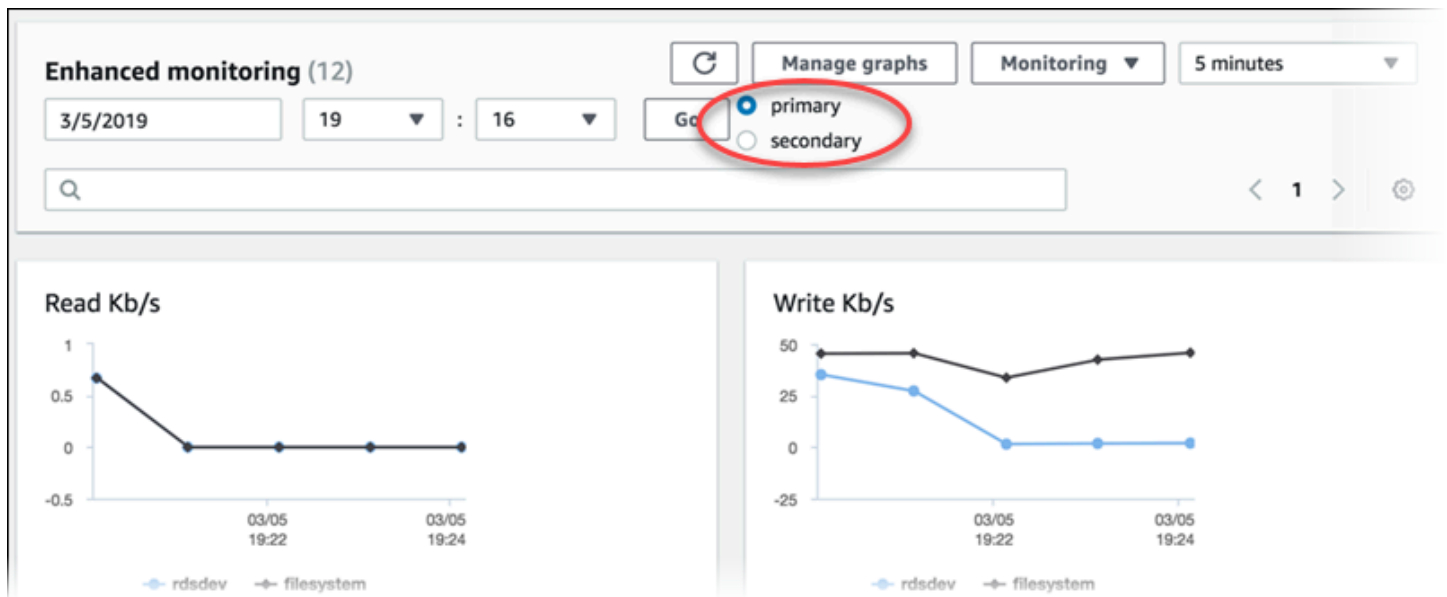 Enhanced monitoring (12)
Manage graphs
Monitoring
5 minutes
3/5/2019
19 : 16
Go
primary
secondary
1
Read Kb/s
1
0.5
0
-0.5
03/05
19:22
03/05
19:24
rdsdev filesystem
Write Kb/s
50
25
0
-25
03/05
19:22
03/05
19:24
rdsdev filesystem